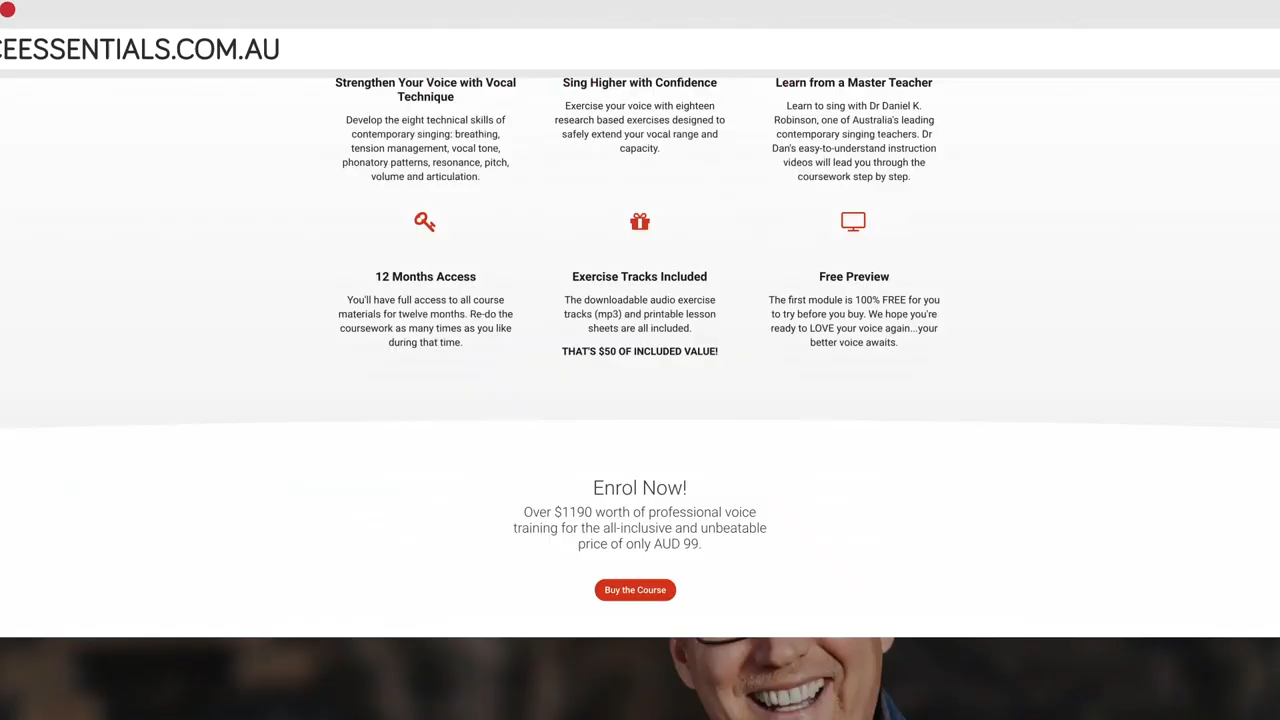 CEESSENTIALS.COM.AU
Strengthen Your Voice with Vocal
Technique
Develop the eight technical skills of
contemporary singing: breathing,
tension management, vocal tone,
phonatory patterns, resonance, pitch,
volume and articulation.
Sing Higher with Confidence
Exercise your voice with eighteen
research based exercises designed to
safely extend your vocal range and
capacity.
Learn from a Master Teacher
Learn to sing with Dr Daniel K.
Robinson, one of Australia's leading
contemporary singing teachers. Dr
Dan's easy-to-understand instruction
videos will lead you through the
coursework step by step.
12 Months Access
You'll have full access to all course
materials for twelve months. Re-do the
coursework as many times as you like
during that time.
Exercise Tracks Included
The downloadable audio exercise
tracks (mp3) and printable lesson
sheets are all included.
THAT'S $50 OF INCLUDED VALUE!
Free Preview
The first module is 100% FREE for you
to try before you buy. We hope you're
ready to LOVE your voice again...your
better voice awaits.
Enrol Now!
Over $1190 worth of professional voice
training for the all-inclusive and unbeatable
price of only AUD 99.
Buy the Course